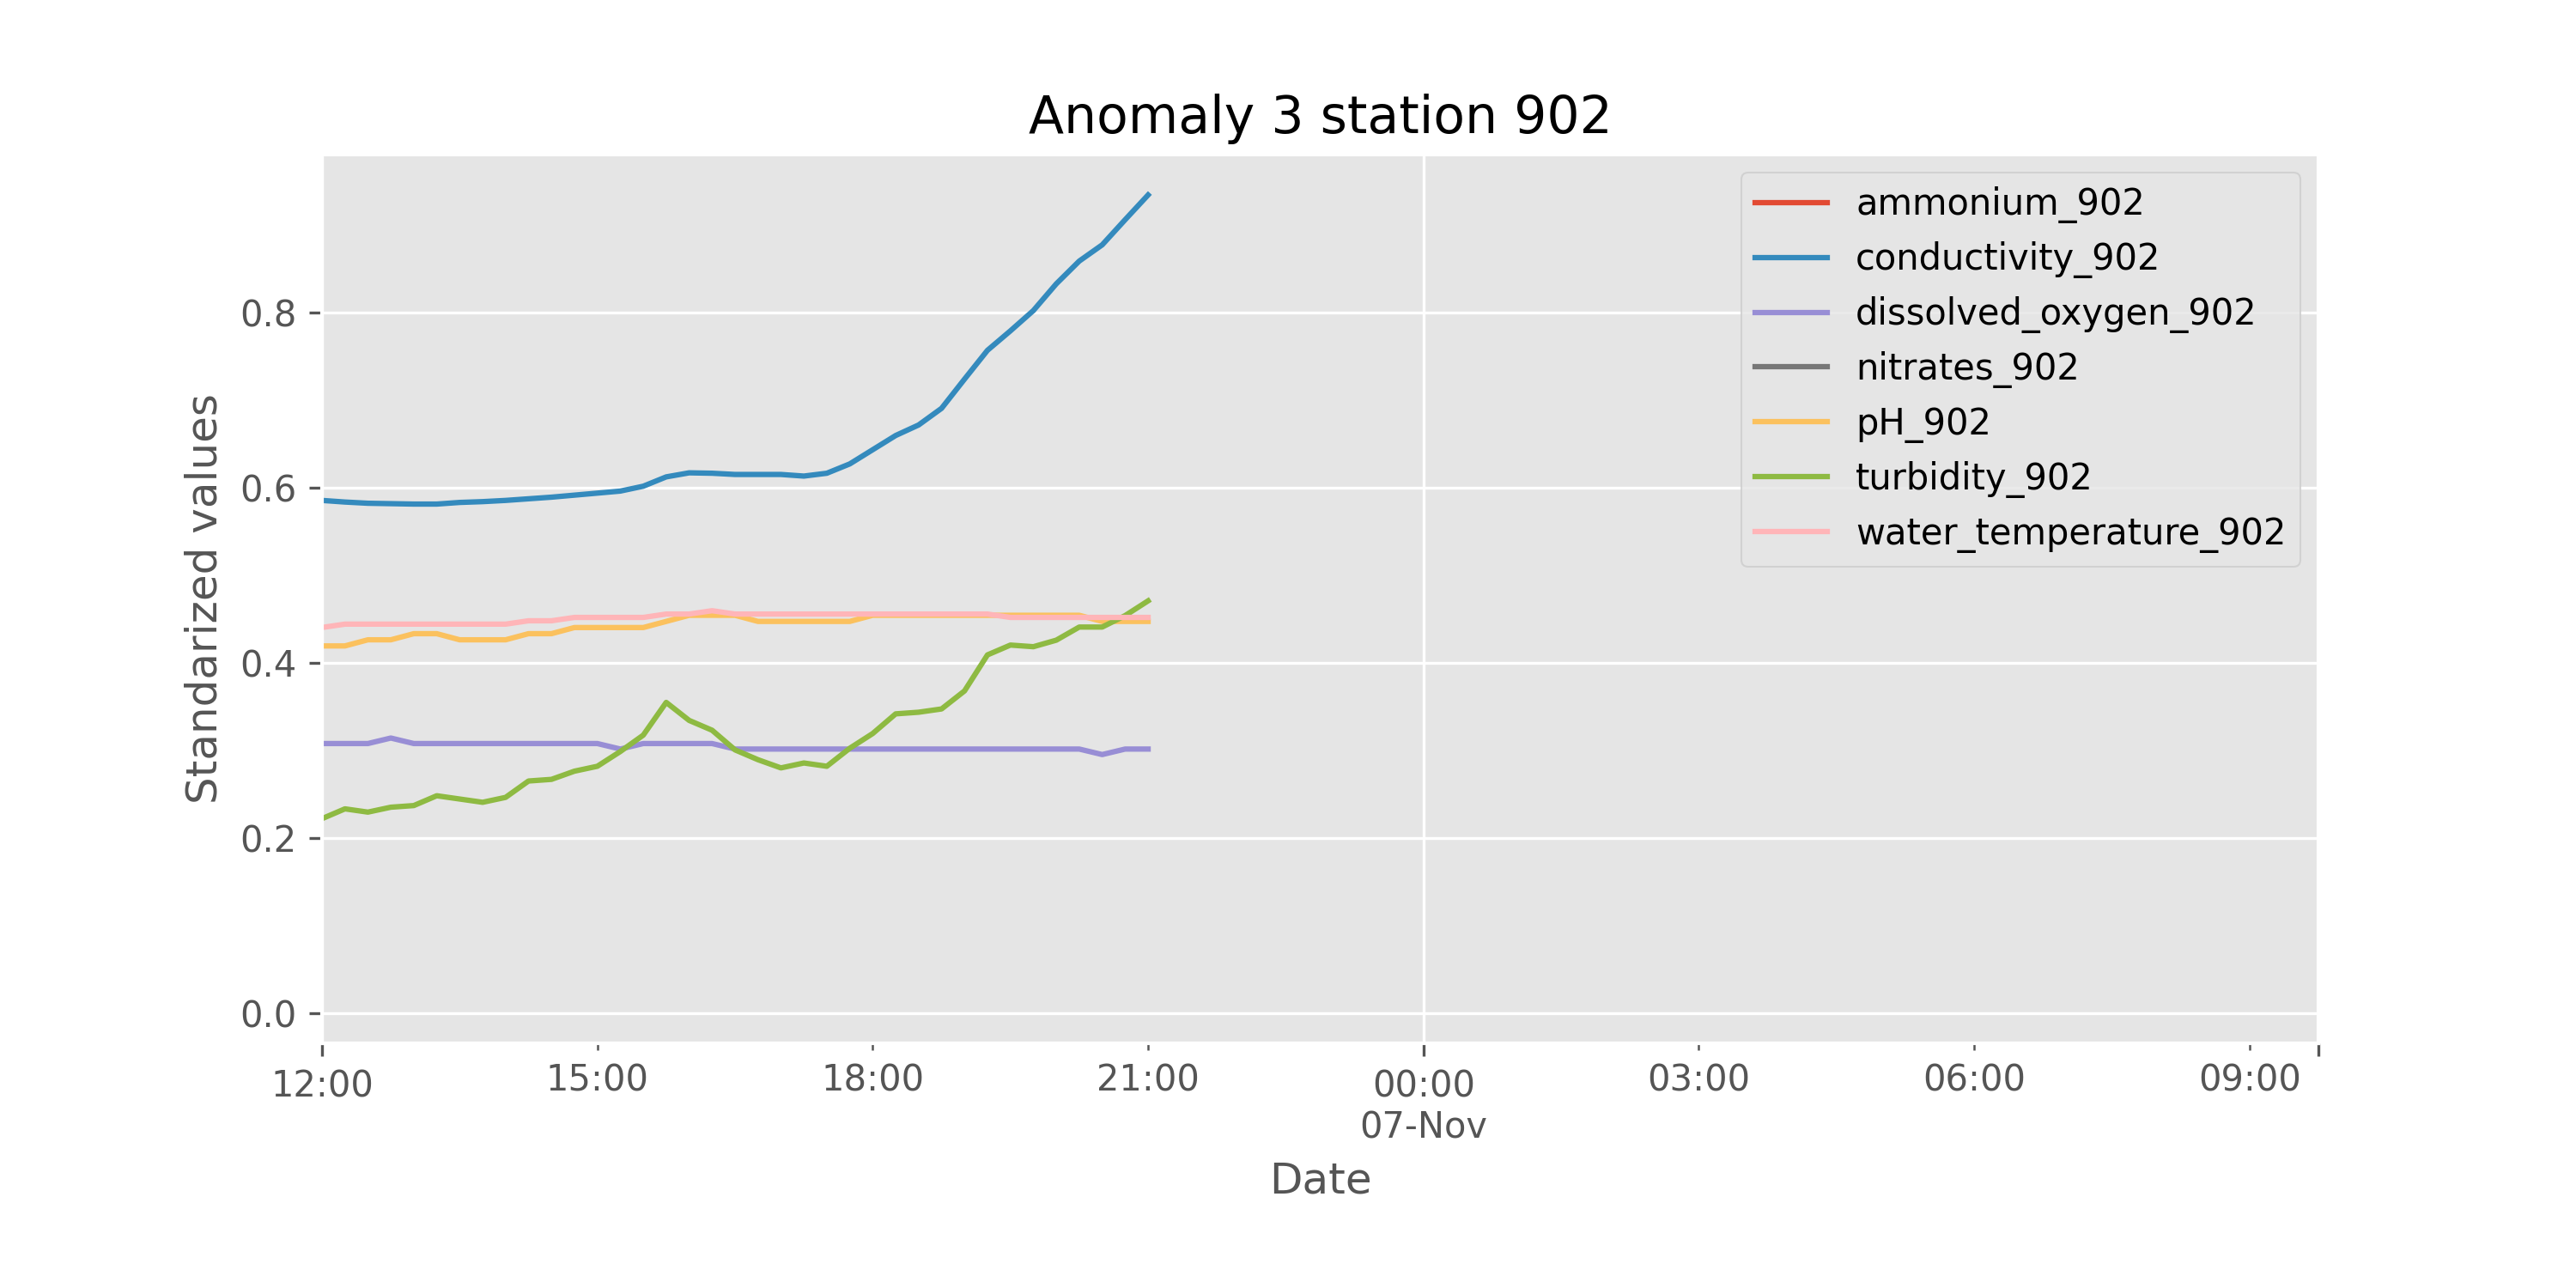 Anomaly 3 station 902
ammonium_902
conductivity_902
dissolved_oxygen_902
nitrates_902
pH_902
turbidity_902
water_temperature_902
Standarized values
0.8
0.6
0.4
0.2
0.0
12:00 15:00 18:00 21:00 00:00 03:00 06:00 09:00
07-Nov
Date